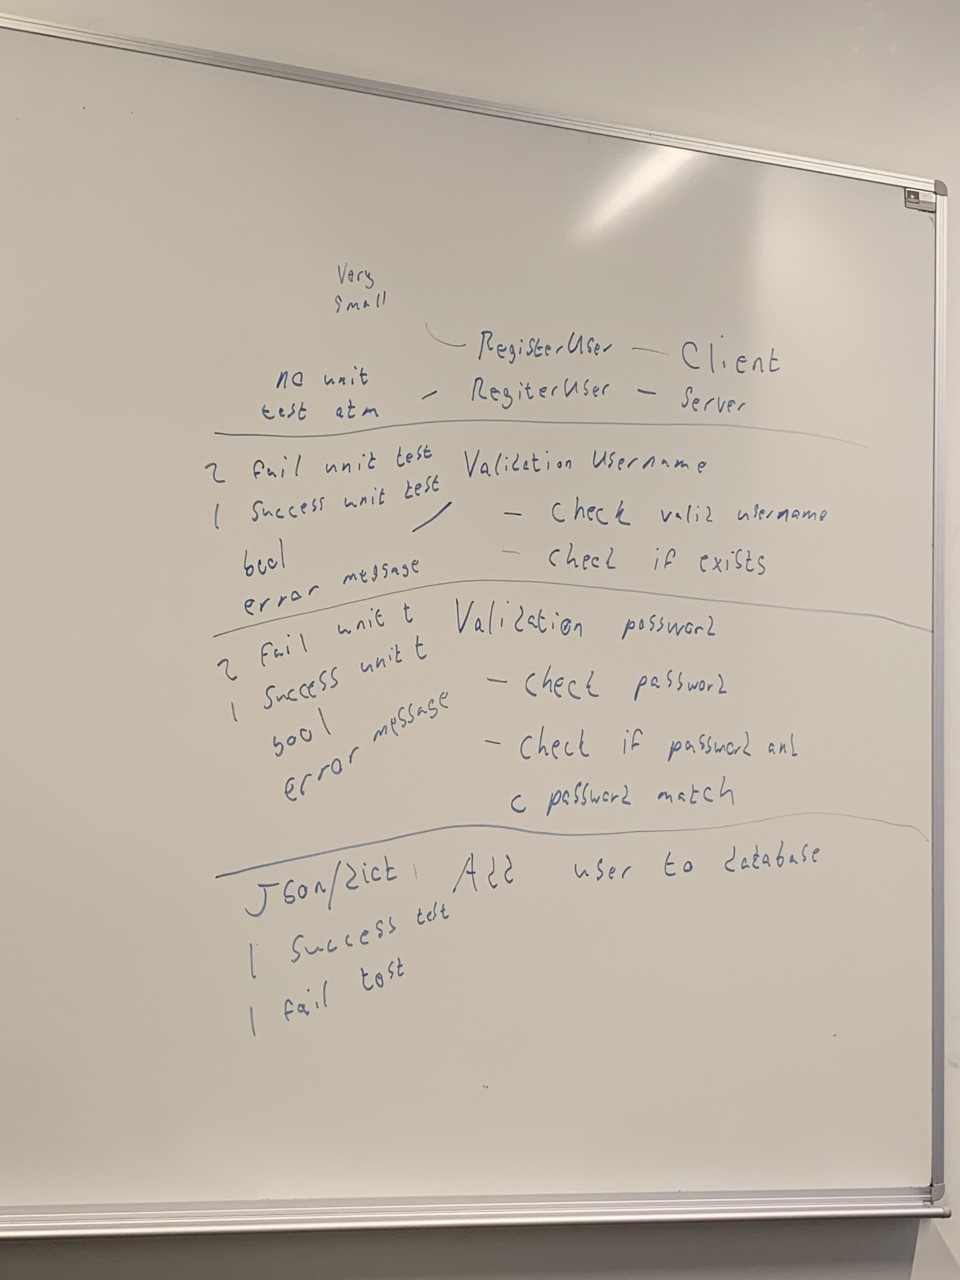 Very
small
RegisterUser — Client
no unit
test atm – RegiterUser – Server
2 fail unit test
1 Success unit test
bool
error message
Validation Username
– Check valid username
– Check if exists
2 fail unit t
1 Success unit t
bool
error message
Validation password
– Check password
– Check if password and
c password match
Json/dict
1 Success test
1 fail test
Add user to database